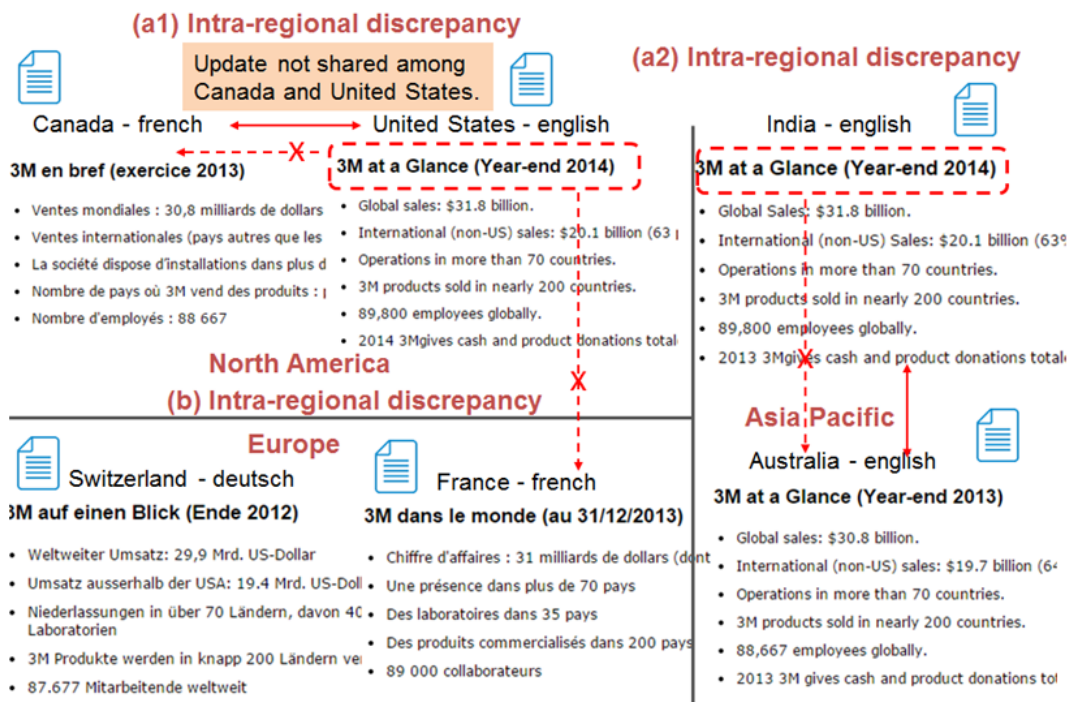 (a1) Intra-regional discrepancy
Update not shared among
Canada and United States.
Canada - french
United States - english
X
3M en bref (exercice 2013)
• Ventes mondiales : 30,8 milliards de dollars
• Ventes internationales (pays autres que les
• La société dispose d'installations dans plus d
• Nombre de pays où 3M vend des produits :
• Nombre d'employés : 88 667
3M at a Glance (Year-end 2014)
• Global sales: $31.8 billion.
• International (non-US) sales: $20.1 billion (63
• Operations in more than 70 countries.
• 3M products sold in nearly 200 countries.
• 89,800 employees globally.
• 2014 3Mgives cash and product donations total
North America
X
(b) Intra-regional discrepancy
(a2) Intra-regional discrepancy
India - english
3M at a Glance (Year-end 2014)
• Global Sales: $31.8 billion.
• International (non-US) Sales: $20.1 billion (63%
• Operations in more than 70 countries.
• 3M products sold in nearly 200 countries.
• 89,800 employees globally.
• 2013 3Mgives cash and product donations total
X
Asia Pacific
Australia - english
3M at a Glance (Year-end 2013)
• Global sales: $30.8 billion.
• International (non-US) sales: $19.7 billion (64
• Operations in more than 70 countries.
• 3M products sold in nearly 200 countries.
• 88,667 employees globally.
• 2013 3M gives cash and product donations tot
Europe
Switzerland - deutsch
3M auf einen Blick (Ende 2012)
• Weltweiter Umsatz: 29,9 Mrd. US-Dollar
• Umsatz ausserhalb der USA: 19.4 Mrd. US-Doll
• Niederlassungen in über 70 Ländern, davon 40
Laboratorien
• 3M Produkte werden in knapp 200 Ländern ver
• 87.677 Mitarbeitende weltweit
France - french
3M dans le monde (au 31/12/2013)
• Chiffre d'affaires : 31 milliards de dollars (dont
• Une présence dans plus de 70 pays
• Des laboratoires dans 35 pays
• Des produits commercialisés dans 200 pays
• 89 000 collaborateurs